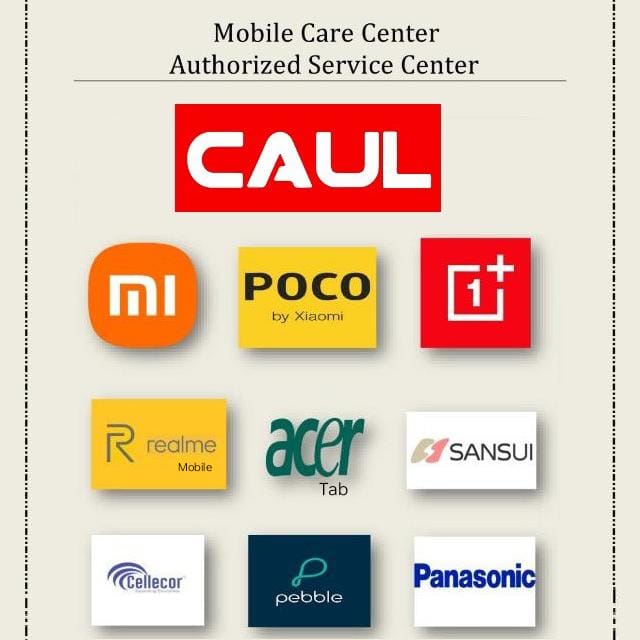 Mobile Care Center
Authorized Service Center
CAUL
mi
POCO
by Xiaomi
1+
R realme
Mobile
acer
Tab
SANSUI
Cellecor
pebble
Panasonic